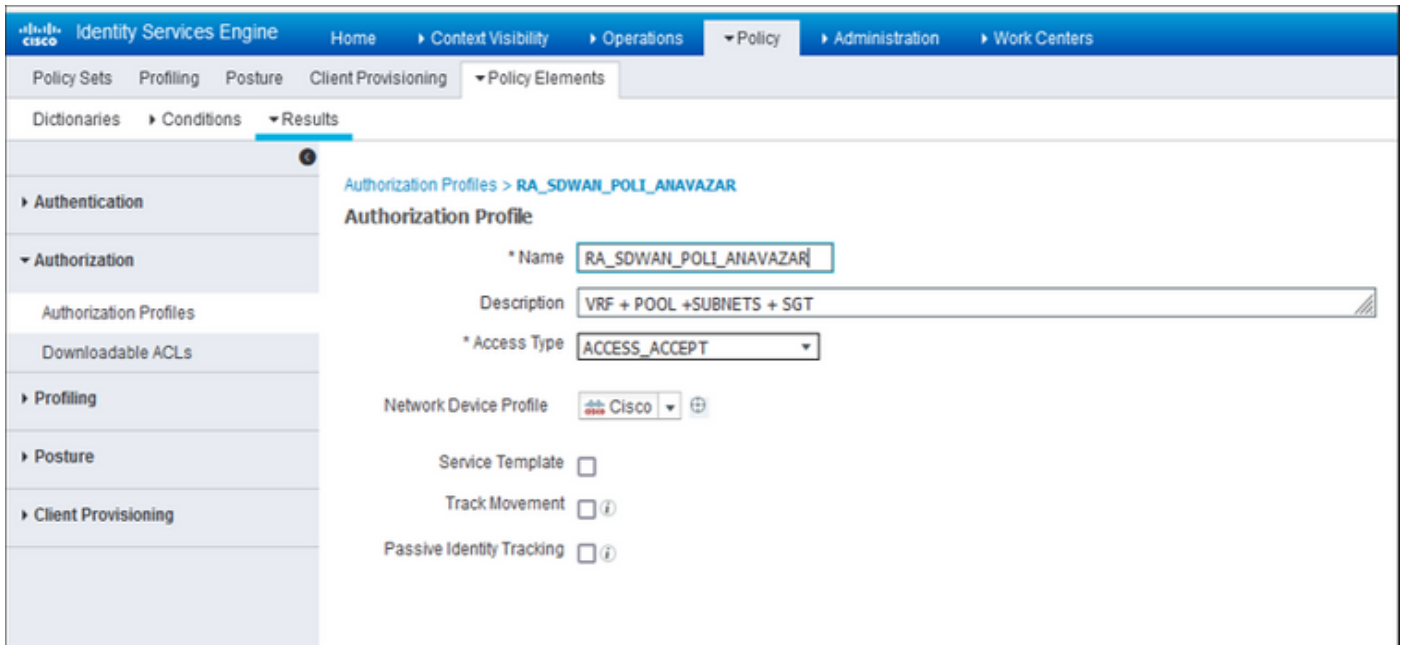 cisco Identity Services Engine Home Context Visibility Operations Policy Administration Work Centers
Policy Sets Profiling Posture Client Provisioning Policy Elements
Dictionaries Conditions Results
Authentication
Authorization
Authorization Profiles
Downloadable ACLs
Profiling
Posture
Client Provisioning
Authorization Profiles > RA_SDWAN_POLI_ANAVAZAR
Authorization Profile
* Name RA_SDWAN_POLI_ANAVAZAR
Description VRF + POOL +SUBNETS + SGT
* Access Type ACCESS_ACCEPT
Network Device Profile Cisco
Service Template
Track Movement i
Passive Identity Tracking i